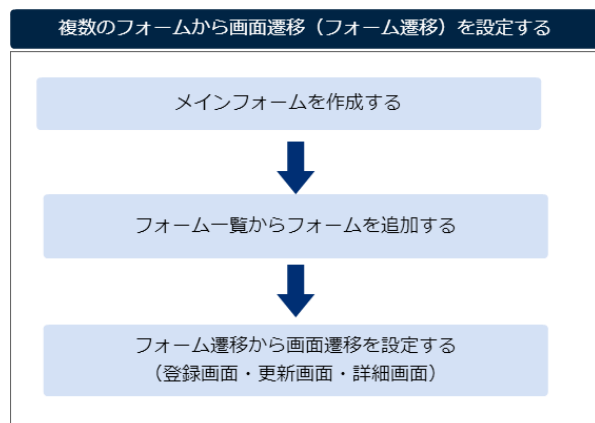 複数のフォームから画面遷移（フォーム遷移）を設定する
メインフォームを作成する
フォーム一覧からフォームを追加する
フォーム遷移から画面遷移を設定する
（登録画面・更新画面・詳細画面）